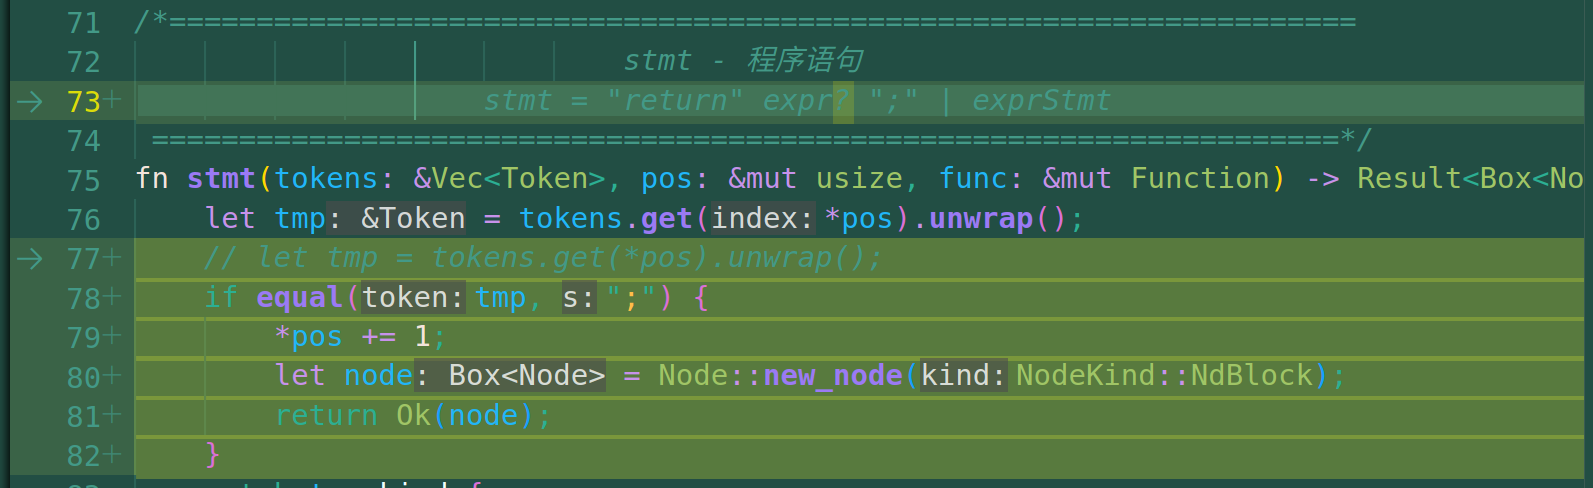 71 /*====================================================================
72 stmt - 程序语句
73+ stmt = "return" expr? ";" | exprStmt
74 ====================================================================*/
75 fn stmt(tokens: &Vec<Token>, pos: &mut usize, func: &mut Function) -> Result<Box<No
76 let tmp: &Token = tokens.get(index: *pos).unwrap();
77+ // let tmp = tokens.get(*pos).unwrap();
78+ if equal(token: tmp, s: ";") {
79+ *pos += 1;
80+ let node: Box<Node> = Node::new_node(kind: NodeKind::NdBlock);
81+ return Ok(node);
82+ }